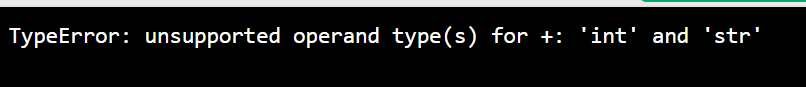 TypeError: unsupported operand type(s) for +: 'int' and 'str'